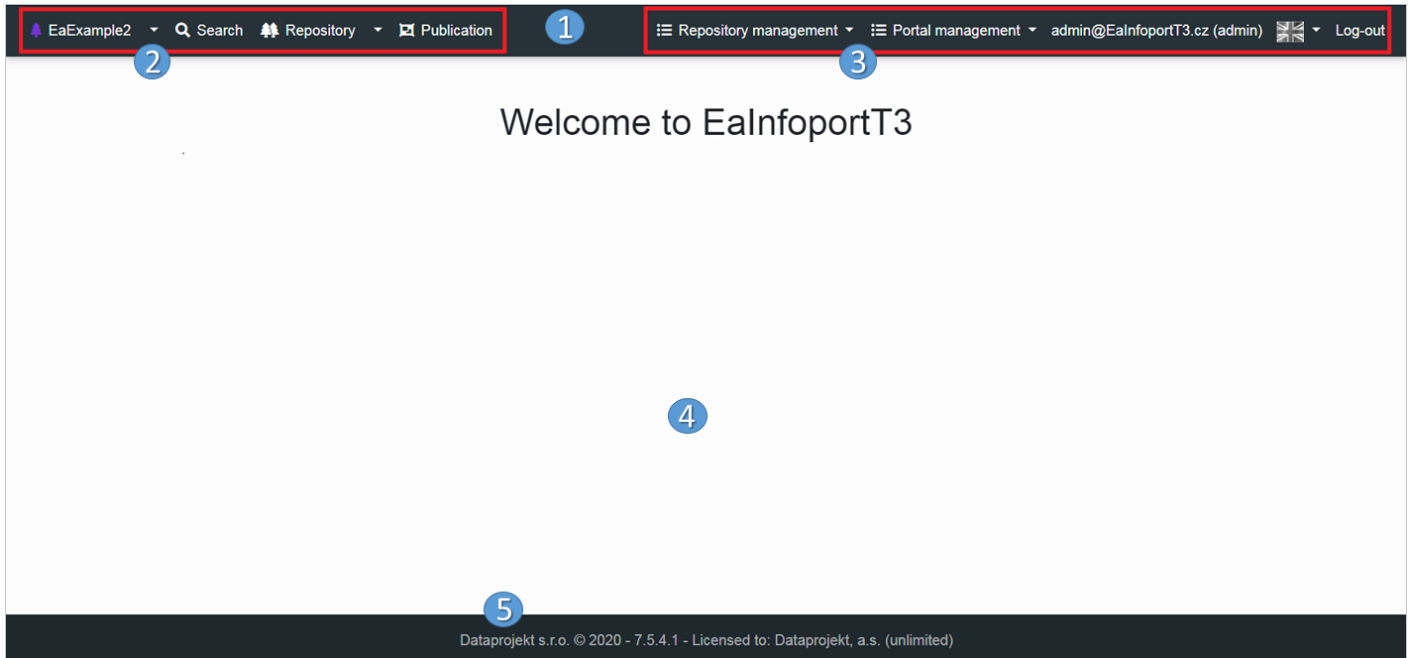 EaExample2 Search Repository Publication 1 Repository management Portal management admin@EaInfoportT3.cz (admin) Log-out
2 3
Welcome to EaInfoportT3
4
5
Dataprojekt s.r.o. © 2020 - 7.5.4.1 - Licensed to: Dataprojekt, a.s. (unlimited)